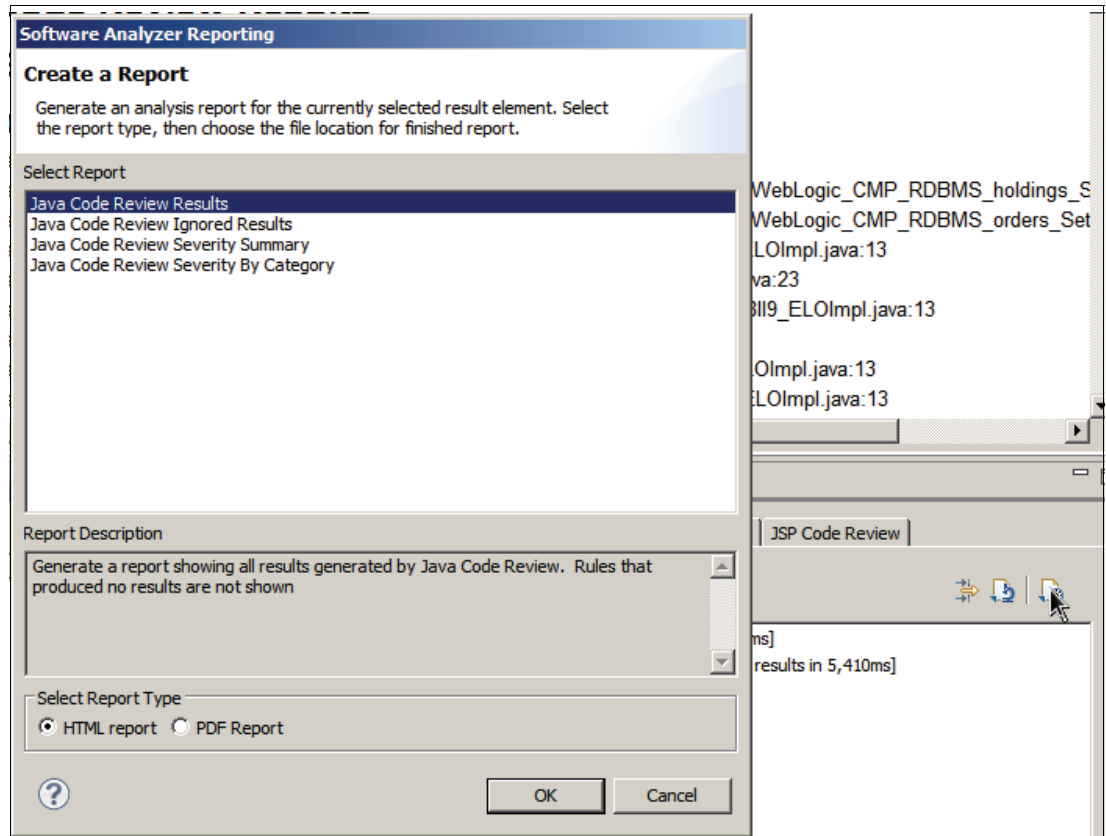 Software Analyzer Reporting
Create a Report
Generate an analysis report for the currently selected result element. Select
the report type, then choose the file location for finished report.
Select Report
Java Code Review Results
Java Code Review Ignored Results
Java Code Review Severity Summary
Java Code Review Severity By Category
Report Description
Generate a report showing all results generated by Java Code Review. Rules that
produced no results are not shown
Select Report Type
HTML report
PDF Report
?
OK
Cancel
WebLogic_CMP_RDBMS_holdings_S
WebLogic_CMP_RDBMS_orders_Set
LOImpl.java:13
va:23
ll9_ELOImpl.java:13
OImpl.java:13
ELOImpl.java:13
JSP Code Review
ms]
results in 5,410ms]